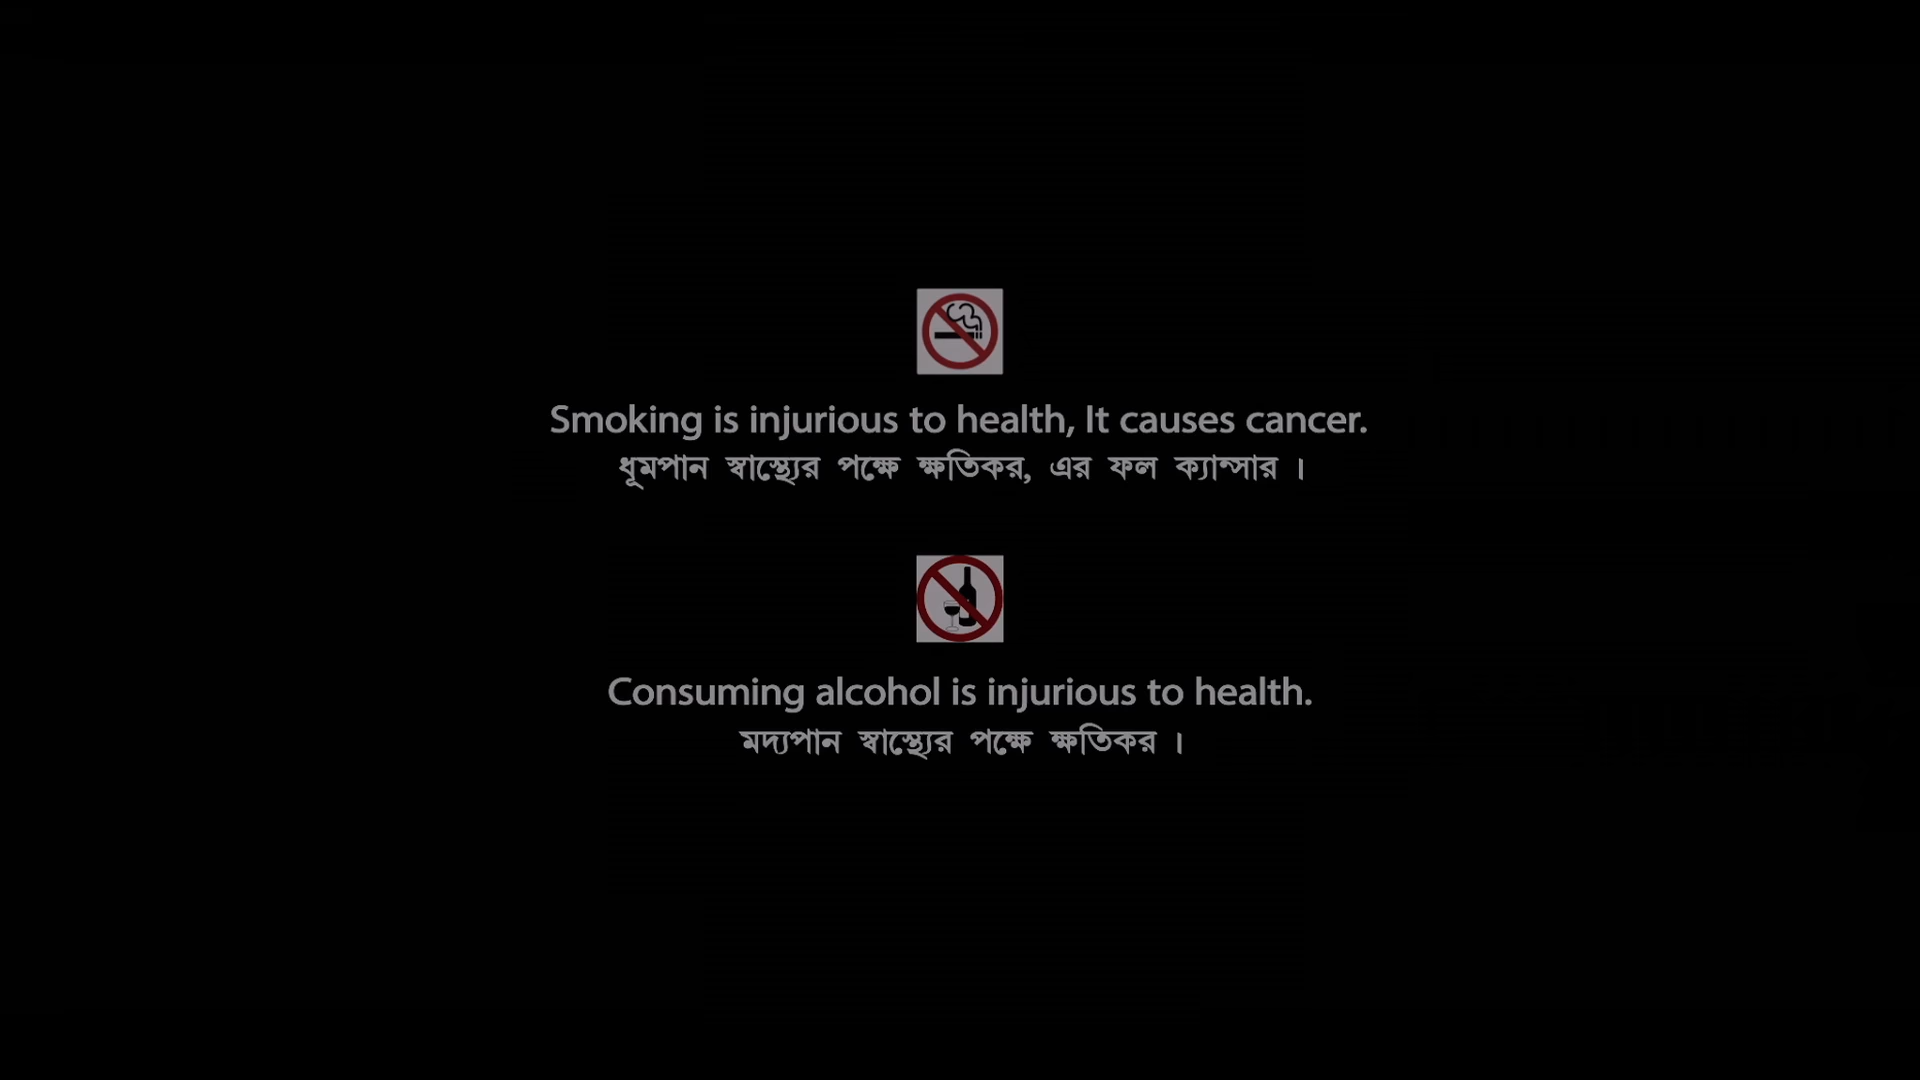 Smoking is injurious to health, It causes cancer.
ধূমপান স্বাস্থ্যের পক্ষে ক্ষতিকর, এর ফল ক্যান্সার ।
Consuming alcohol is injurious to health.
মদ্যপান স্বাস্থ্যের পক্ষে ক্ষতিকর ।